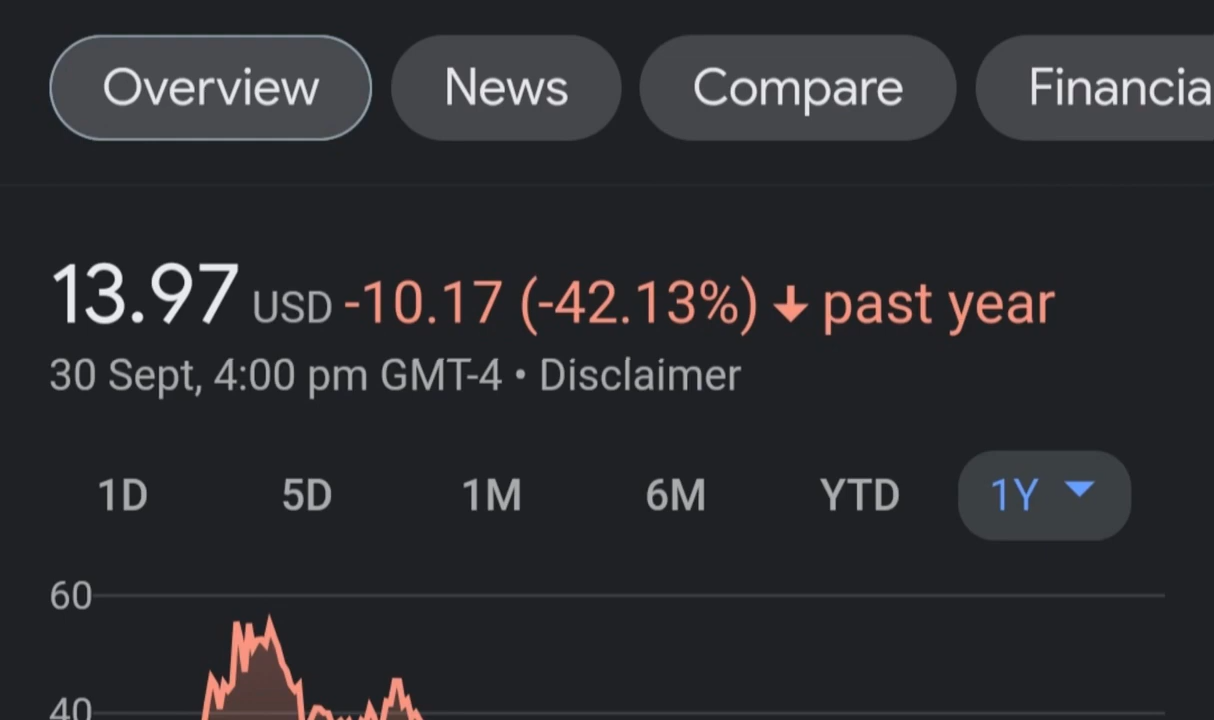 Overview News Compare Financia
13.97 USD -10.17 (-42.13%) ↓ past year
30 Sept, 4:00 pm GMT-4 • Disclaimer
1D 5D 1M 6M YTD 1Y
60
40